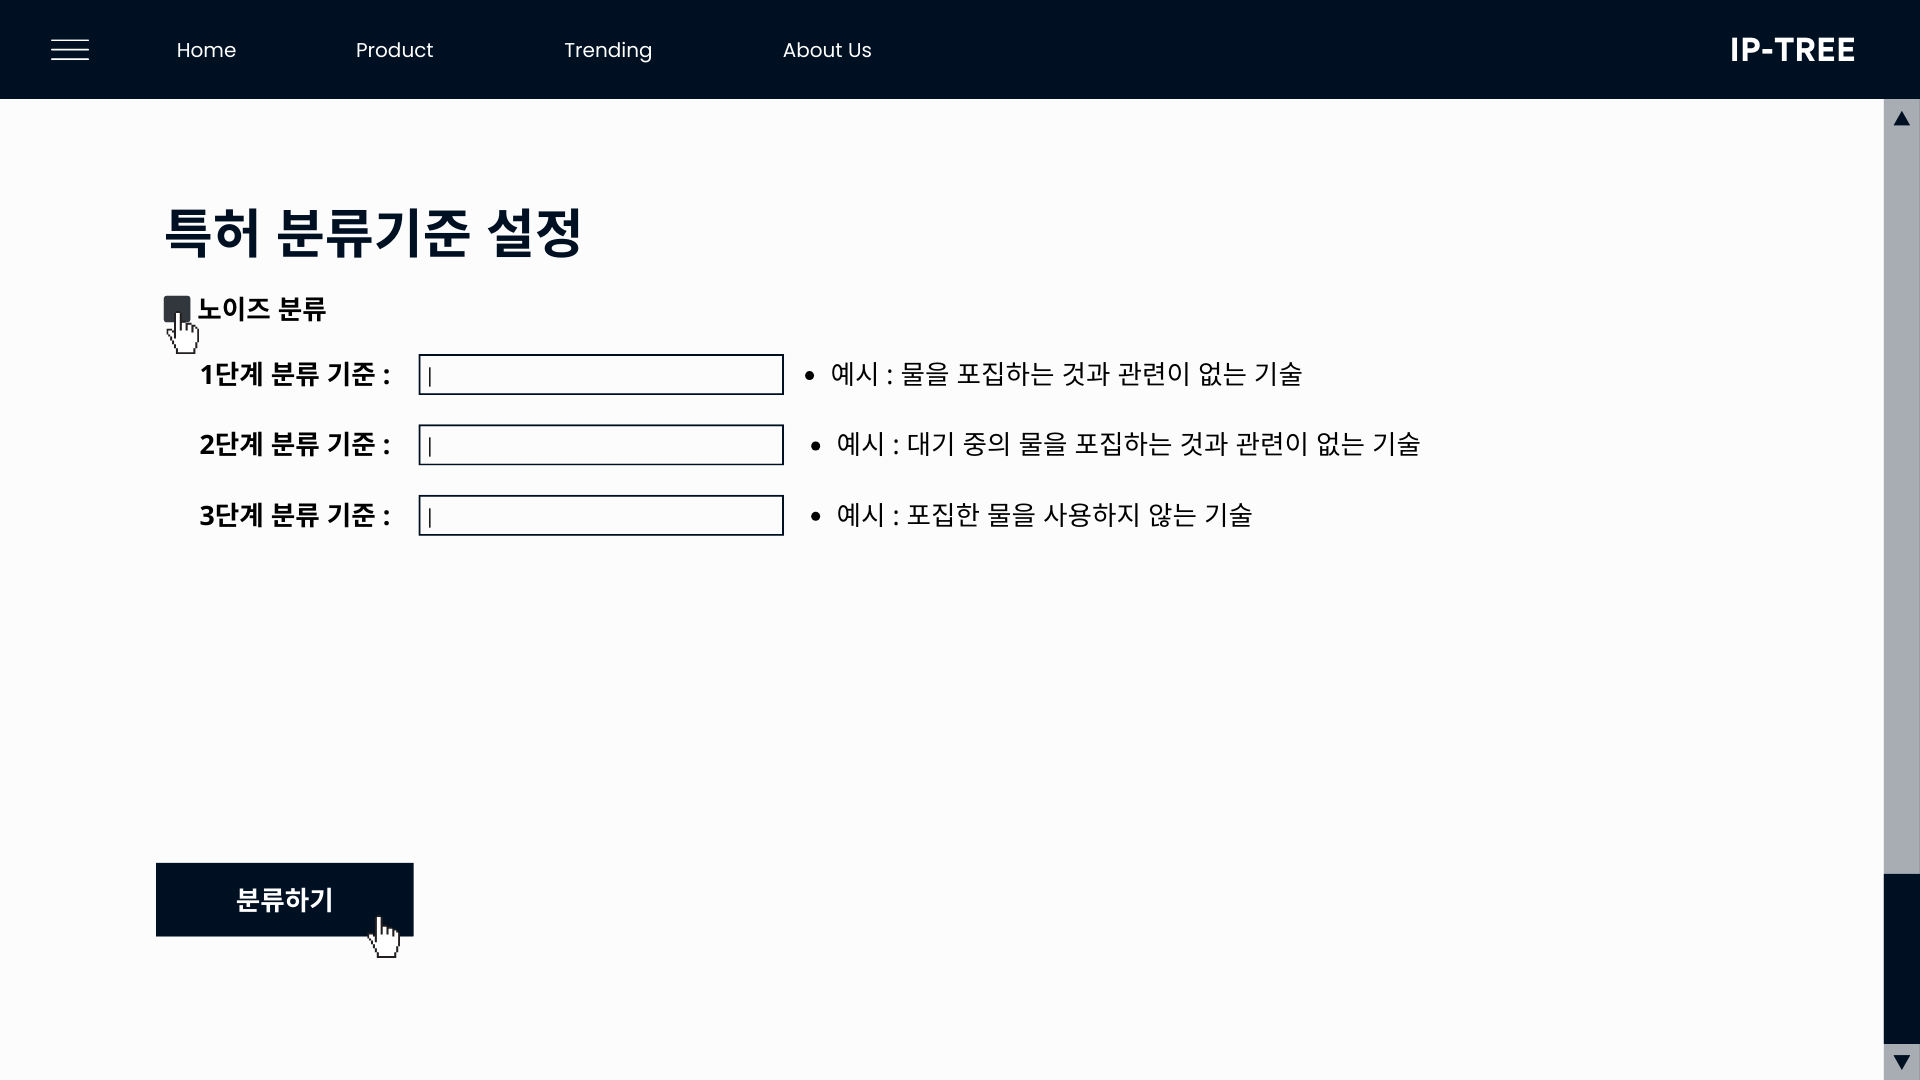 Home Product Trending About Us IP-TREE
특허 분류기준 설정
노이즈 분류
1단계 분류 기준 : | • 예시 : 물을 포집하는 것과 관련이 없는 기술
2단계 분류 기준 : | • 예시 : 대기 중의 물을 포집하는 것과 관련이 없는 기술
3단계 분류 기준 : | • 예시 : 포집한 물을 사용하지 않는 기술
분류하기